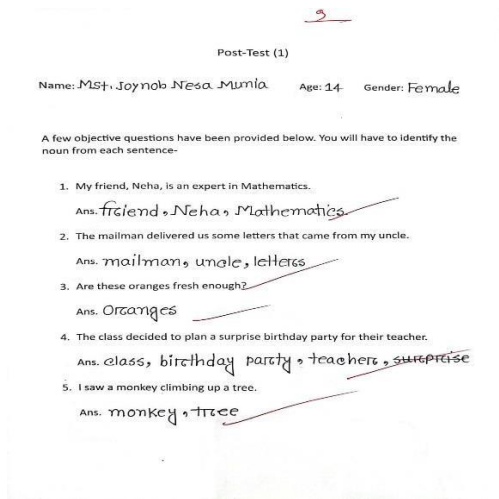 Post-Test (1)
Name: Mst. Joynob Nesa Munia Age: 14 Gender: Female
A few objective questions have been provided below. You will have to identify the
noun from each sentence-
1. My friend, Neha, is an expert in Mathematics.
Ans. friend, Neha, Mathematics.
2. The mailman delivered us some letters that came from my uncle.
Ans. mailman, uncle, letters
3. Are these oranges fresh enough?
Ans. Oranges
4. The class decided to plan a surprise birthday party for their teacher.
Ans. class, birthday party, teacher, surprise
5. I saw a monkey climbing up a tree.
Ans. monkey, tree